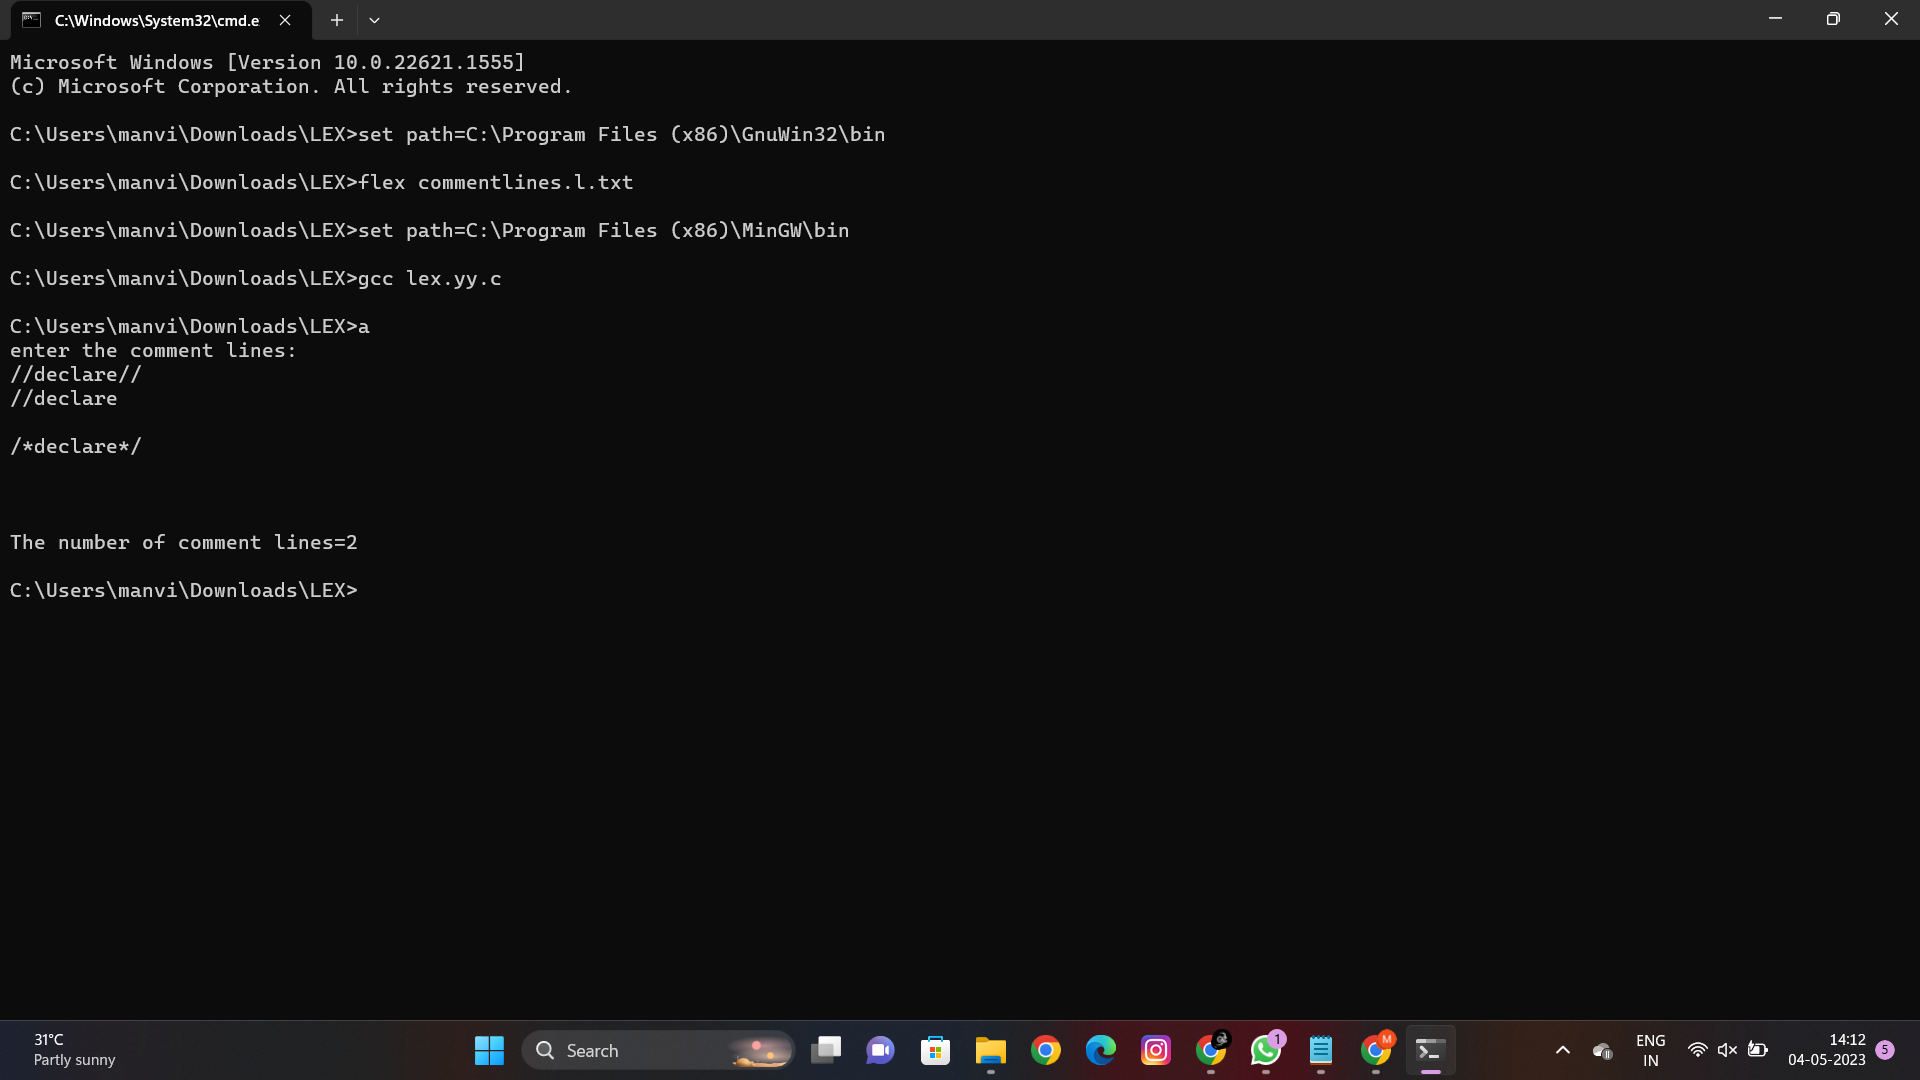 C:\Windows\System32\cmd.e
Microsoft Windows [Version 10.0.22621.1555]
(c) Microsoft Corporation. All rights reserved.
C:\Users\manvi\Downloads\LEX>set path=C:\Program Files (x86)\GnuWin32\bin
C:\Users\manvi\Downloads\LEX>flex commentlines.l.txt
C:\Users\manvi\Downloads\LEX>set path=C:\Program Files (x86)\MinGW\bin
C:\Users\manvi\Downloads\LEX>gcc lex.yy.c
C:\Users\manvi\Downloads\LEX>a
enter the comment lines:
//declare//
//declare
/*declare*/
The number of comment lines=2
C:\Users\manvi\Downloads\LEX>
31°C
Partly sunny
Search
1
M
ENG
IN
14:12
04-05-2023
5